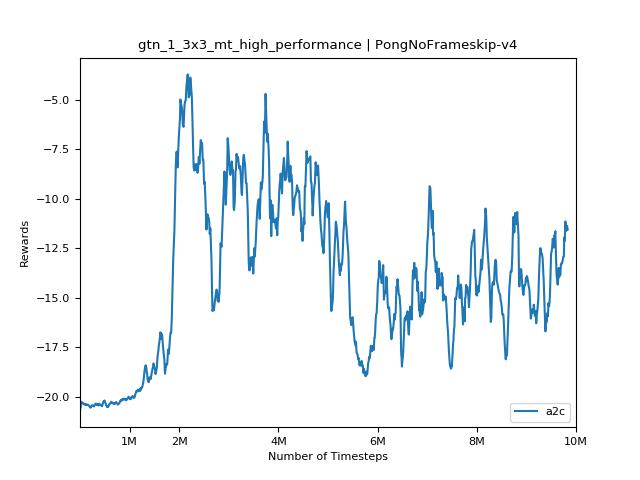 gtn_1_3x3_mt_high_performance | PongNoFrameskip-v4
−5.0
−7.5
−10.0
−12.5
−15.0
−17.5
−20.0
Rewards
a2c
1M 2M 4M 6M 8M 10M
Number of Timesteps